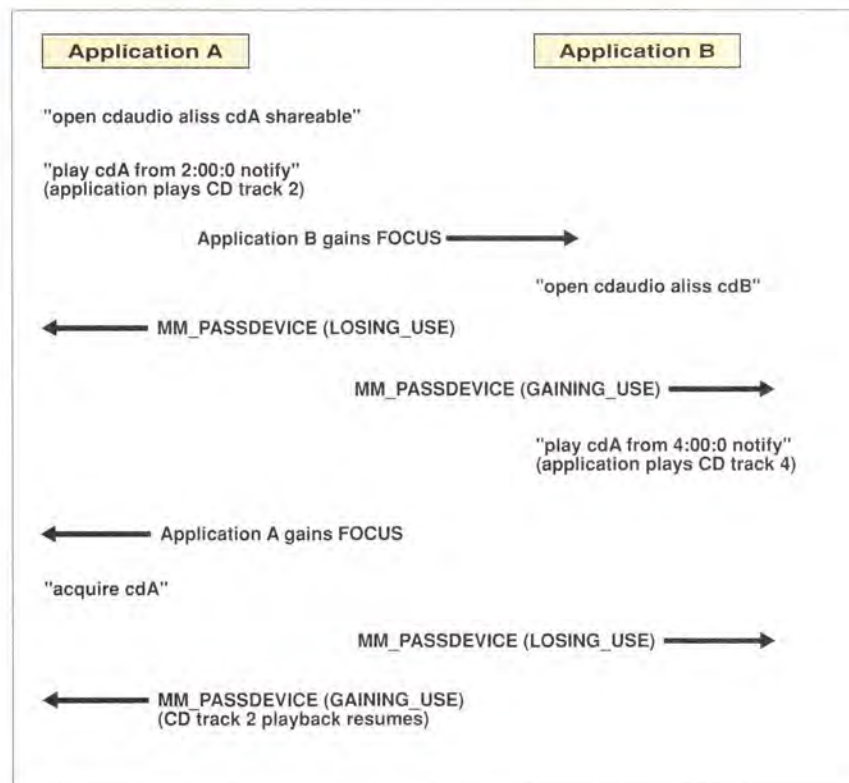 Application A
Application B
"open cdaudio aliss cdA shareable"
"play cdA from 2:00:0 notify"
(application plays CD track 2)
Application B gains FOCUS
"open cdaudio aliss cdB"
MM_PASSDEVICE (LOSING_USE)
MM_PASSDEVICE (GAINING_USE)
"play cdA from 4:00:0 notify"
(application plays CD track 4)
Application A gains FOCUS
"acquire cdA"
MM_PASSDEVICE (LOSING_USE)
MM_PASSDEVICE (GAINING_USE)
(CD track 2 playback resumes)